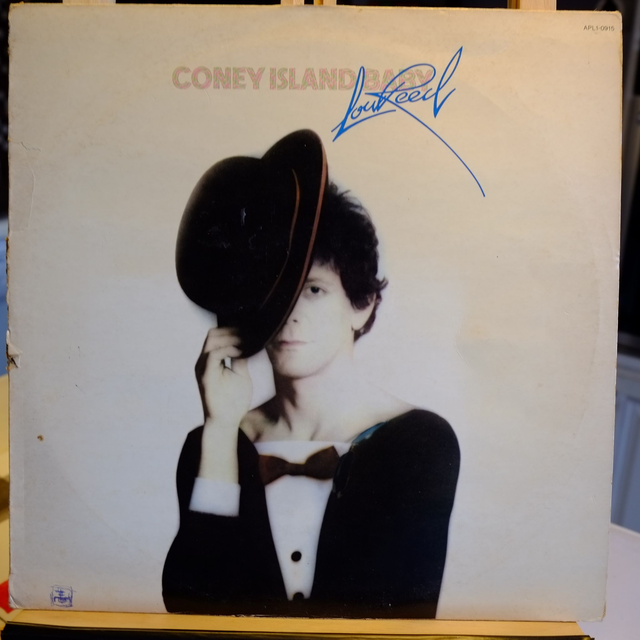 APL1-0915
CONEY ISLAND BABY
Lou Reed